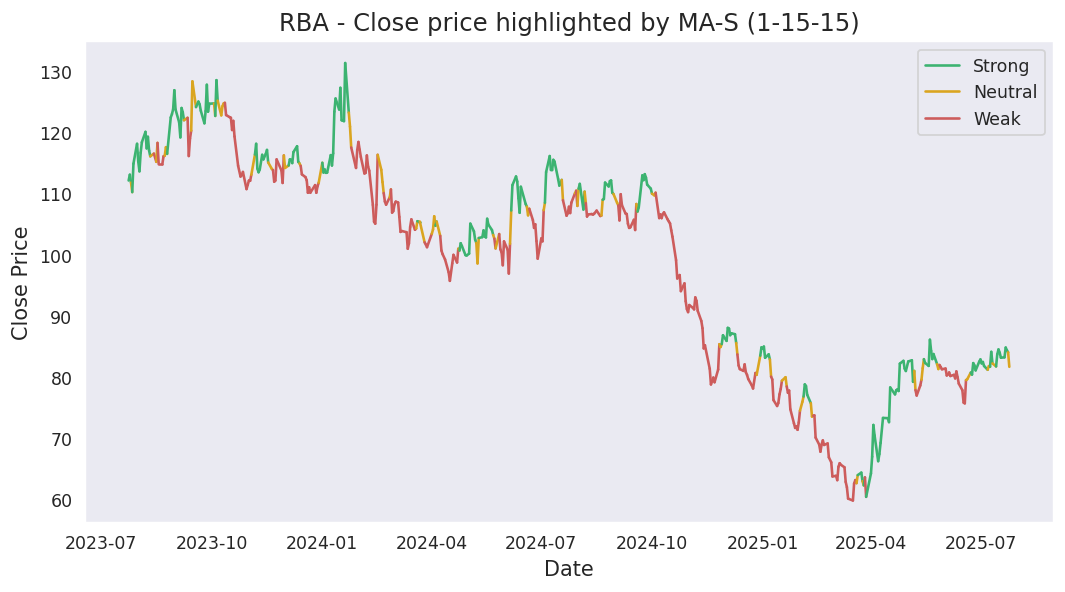 RBA - Close price highlighted by MA-S (1-15-15)
Strong
Neutral
Weak
Close Price
130
120
110
100
90
80
70
60
2023-07 2023-10 2024-01 2024-04 2024-07 2024-10 2025-01 2025-04 2025-07
Date